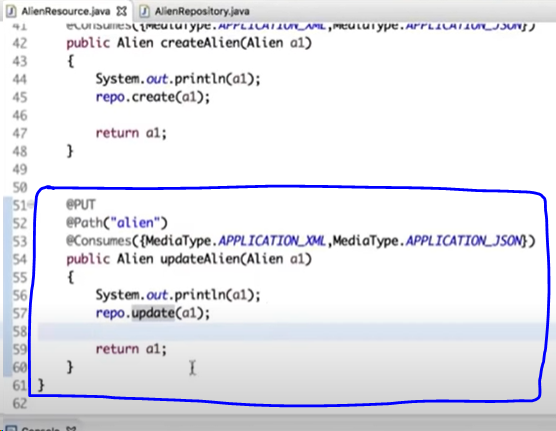 AlienResource.java
AlienRepository.java
41 @Consumes({MediaType.APPLICATION_XML,MediaType.APPLICATION_JSON})
42 public Alien createAlien(Alien a1)
43 {
44 System.out.println(a1);
45 repo.create(a1);
46
47 return a1;
48 }
49
50
51 @PUT
52 @Path("alien")
53 @Consumes({MediaType.APPLICATION_XML,MediaType.APPLICATION_JSON})
54 public Alien updateAlien(Alien a1)
55 {
56 System.out.println(a1);
57 repo.update(a1);
58
59 return a1;
60 }
61 }
62
Console